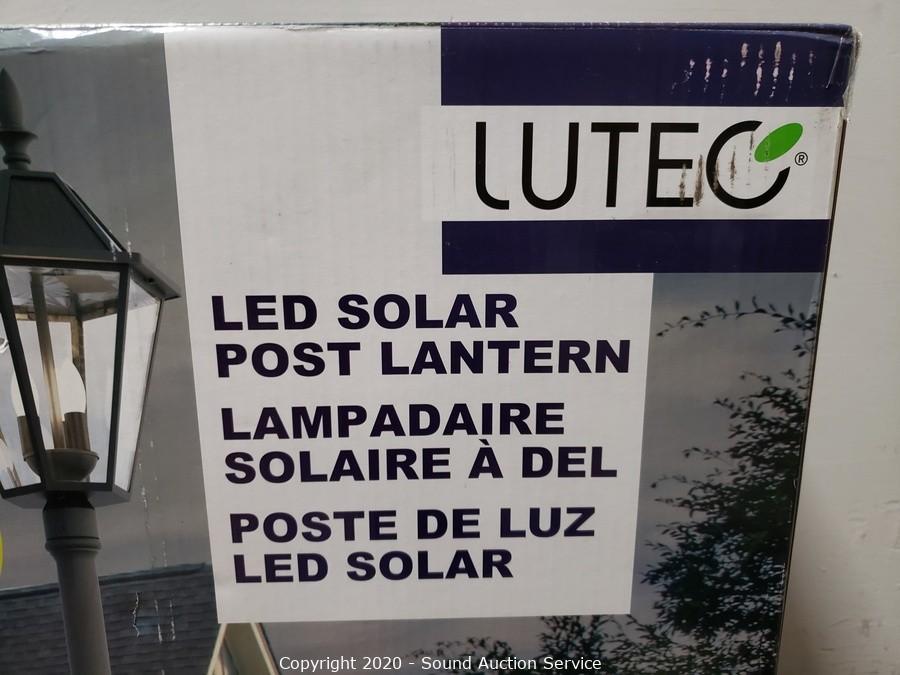 LUTEC®
LED SOLAR
POST LANTERN
LAMPADAIRE
SOLAIRE À DEL
POSTE DE LUZ
LED SOLAR
Copyright 2020 - Sound Auction Service